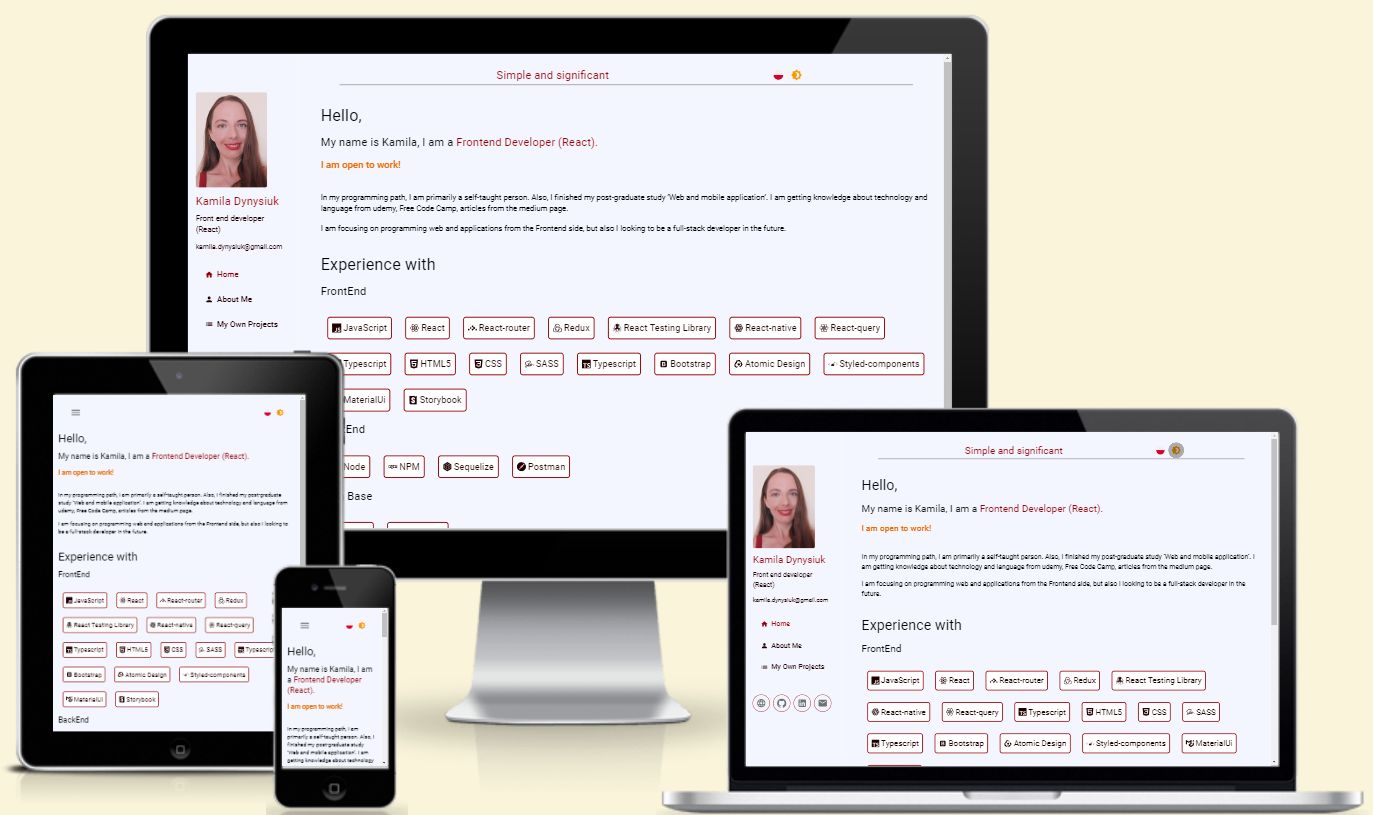 Simple and significant
Kamila Dynysiuk
Front end developer
(React)
kamila.dynysiuk@gmail.com
Home
About Me
My Own Projects
Hello,
My name is Kamila, I am a Frontend Developer (React).
I am open to work!
In my programming path, I am primarily a self-taught person. Also, I finished my post-graduate study 'Web and mobile application'. I am getting knowledge about technology and
language from udemy, Free Code Camp, articles from the medium page.
I am focusing on programming web and applications from the Frontend side, but also I looking to be a full-stack developer in the future.
Experience with
FrontEnd
JavaScript React React-router Redux React Testing Library React-native React-query
Typescript HTML5 CSS SASS Typescript Bootstrap Atomic Design Styled-components
MaterialUi Storybook
End
Node NPM Sequelize Postman
Base
Hello,
My name is Kamila, I am a Frontend Developer (React).
I am open to work!
In my programming path, I am primarily a self-taught person. Also, I finished my post-graduate
study 'Web and mobile application'. I am getting knowledge about technology and language from
udemy, Free Code Camp, articles from the medium page.
I am focusing on programming web and applications from the Frontend side, but also I looking to
be a full-stack developer in the future.
Experience with
FrontEnd
JavaScript React React-router Redux
React Testing Library React-native React-query
Typescript HTML5 CSS SASS Typescript
Bootstrap Atomic Design Styled-components
MaterialUi Storybook
BackEnd
Hello,
My name is Kamila, I am
a Frontend Developer
(React).
I am open to work!
In my programming path, I am
primarily a self-taught person.
Also, I finished my post-graduate study
'Web and mobile application'. I am
getting knowledge about technology
Simple and significant
Kamila Dynysiuk
Front end developer
(React)
kamila.dynysiuk@gmail.com
Home
About Me
My Own Projects
Hello,
My name is Kamila, I am a Frontend Developer (React).
I am open to work!
In my programming path, I am primarily a self-taught person. Also, I finished my post-graduate study 'Web and mobile application'. I
am getting knowledge about technology and language from udemy, Free Code Camp, articles from the medium page.
I am focusing on programming web and applications from the Frontend side, but also I looking to be a full-stack developer in the
future.
Experience with
FrontEnd
JavaScript React React-router Redux React Testing Library
React-native React-query Typescript HTML5 CSS SASS
Typescript Bootstrap Atomic Design Styled-components MaterialUi